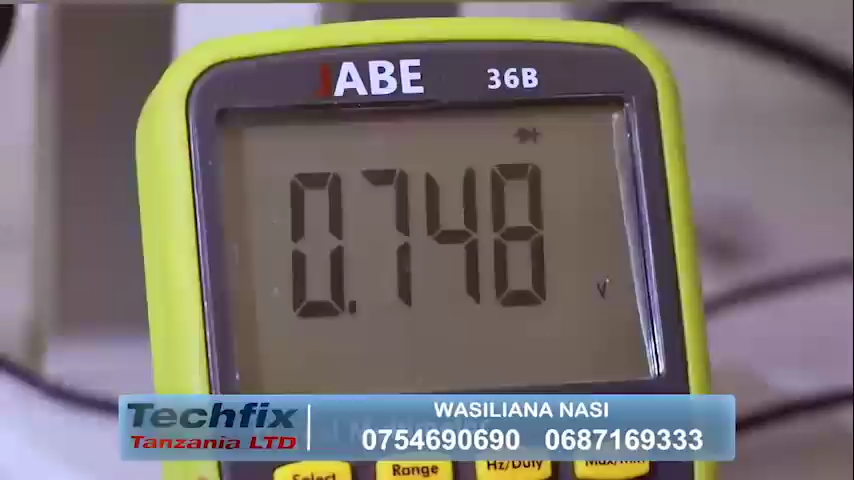 JABE 36B
0.748
V
Techfix
Tanzania LTD
WASILIANA NASI
0754690690 0687169333
Select Range Hz/Duty Max/Min